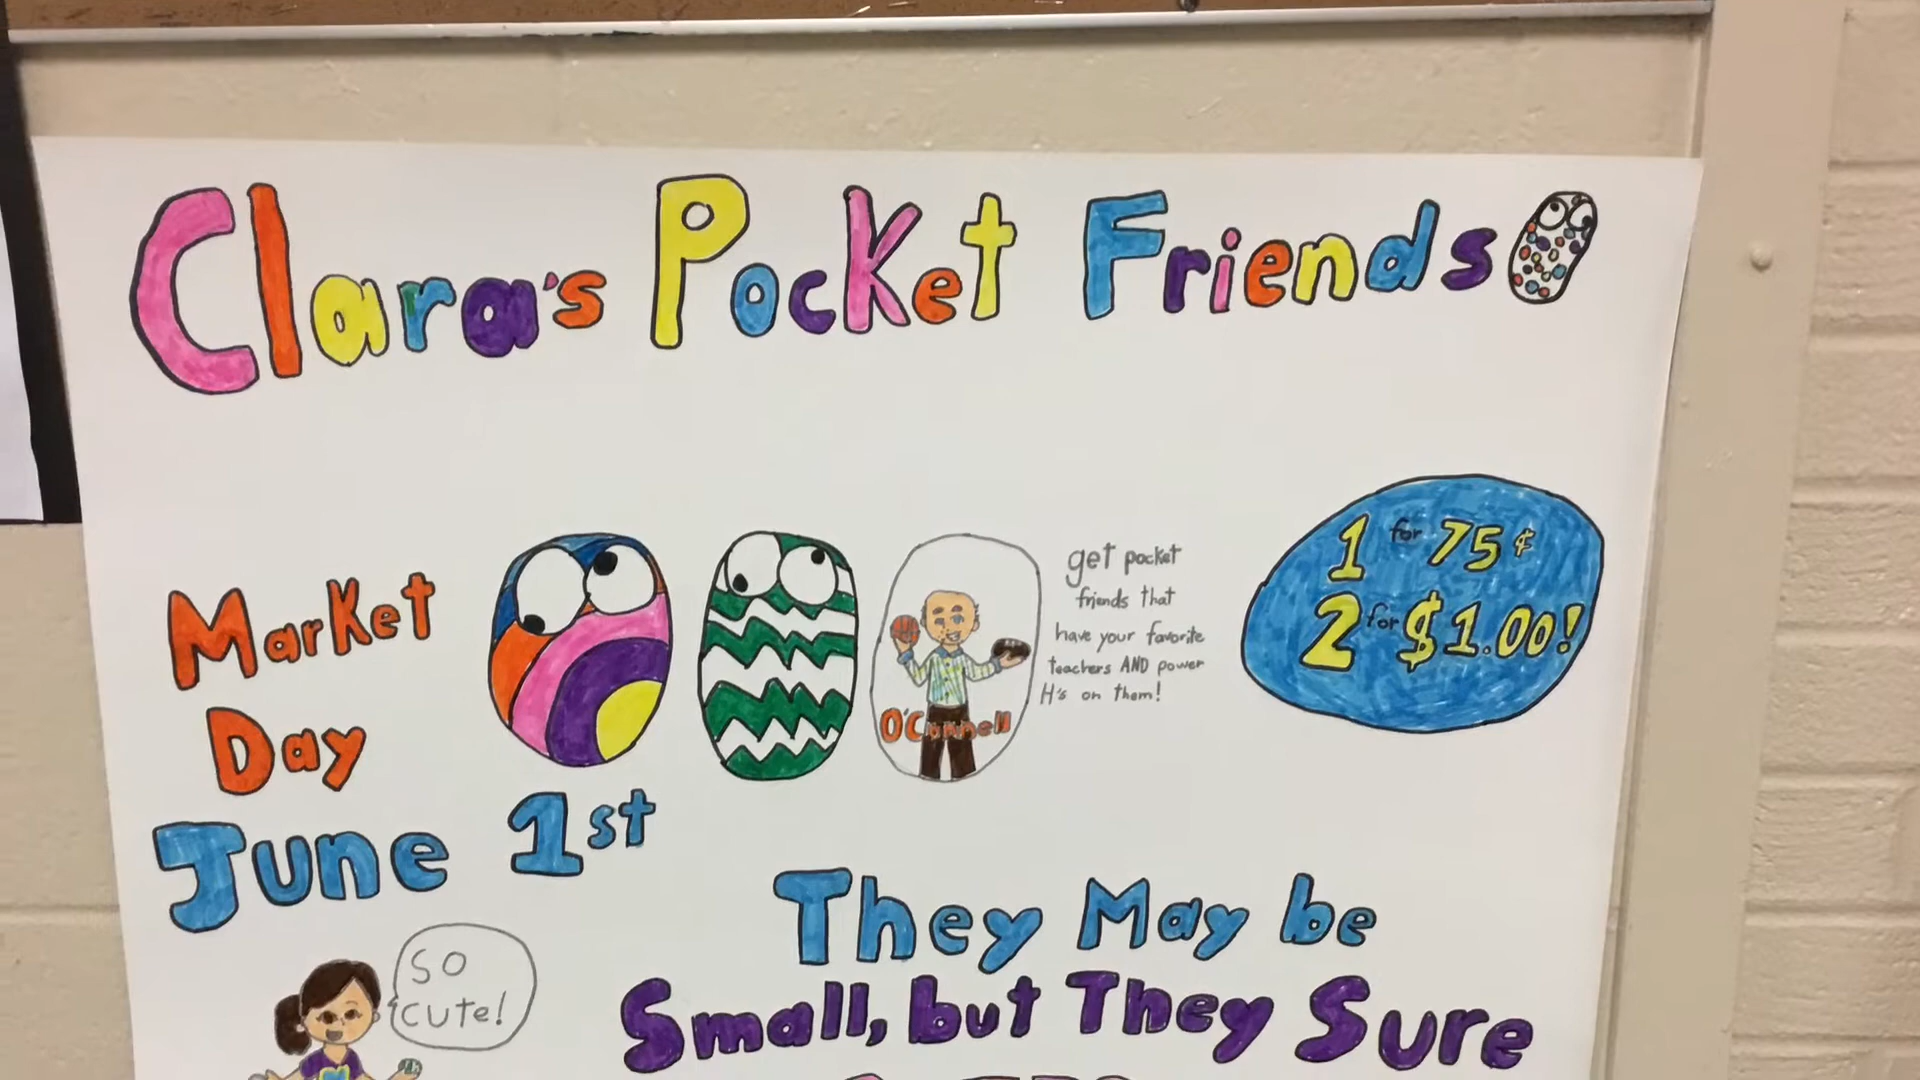 Clara's Pocket Friends
Market
Day
June 1st
O'Connell
get pocket
friends that
have your favorite
teachers AND power
H's on them!
1 for 75¢
2 for $1.00!
So
cute!
They May be
Small, but They Sure